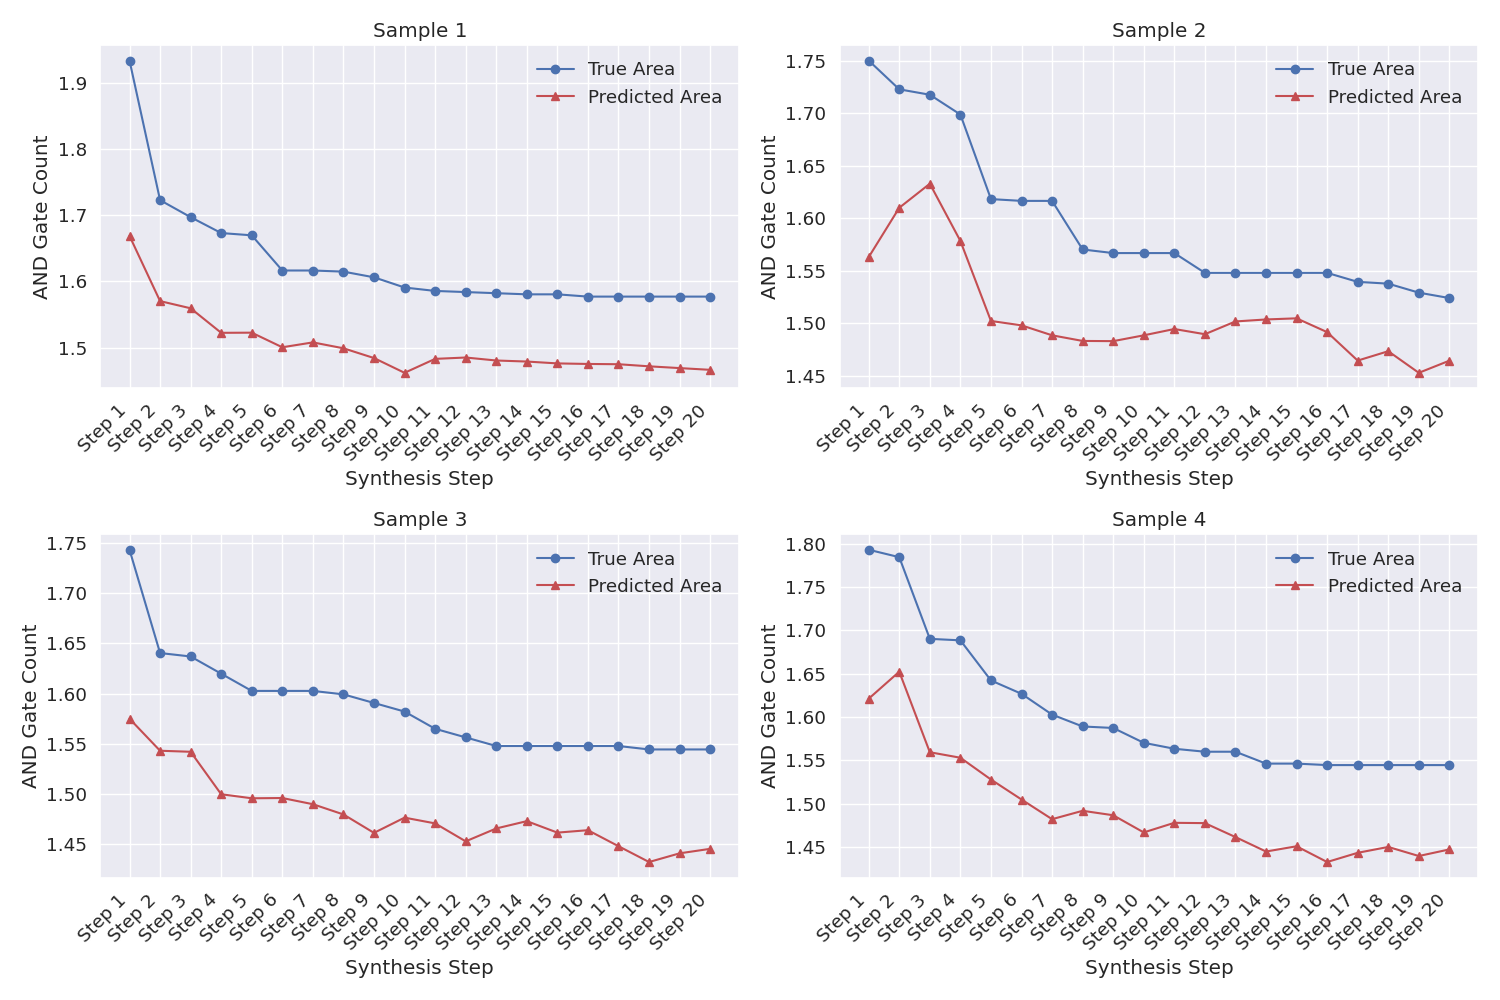 Sample 1
True Area
Predicted Area
AND Gate Count
1.9
1.8
1.7
1.6
1.5
Step 1
Step 2
Step 3
Step 4
Step 5
Step 6
Step 7
Step 8
Step 9
Step 10
Step 11
Step 12
Step 13
Step 14
Step 15
Step 16
Step 17
Step 18
Step 19
Step 20
Synthesis Step
Sample 2
True Area
Predicted Area
AND Gate Count
1.75
1.70
1.65
1.60
1.55
1.50
1.45
Step 1
Step 2
Step 3
Step 4
Step 5
Step 6
Step 7
Step 8
Step 9
Step 10
Step 11
Step 12
Step 13
Step 14
Step 15
Step 16
Step 17
Step 18
Step 19
Step 20
Synthesis Step
Sample 3
True Area
Predicted Area
AND Gate Count
1.75
1.70
1.65
1.60
1.55
1.50
1.45
Step 1
Step 2
Step 3
Step 4
Step 5
Step 6
Step 7
Step 8
Step 9
Step 10
Step 11
Step 12
Step 13
Step 14
Step 15
Step 16
Step 17
Step 18
Step 19
Step 20
Synthesis Step
Sample 4
True Area
Predicted Area
AND Gate Count
1.80
1.75
1.70
1.65
1.60
1.55
1.50
1.45
Step 1
Step 2
Step 3
Step 4
Step 5
Step 6
Step 7
Step 8
Step 9
Step 10
Step 11
Step 12
Step 13
Step 14
Step 15
Step 16
Step 17
Step 18
Step 19
Step 20
Synthesis Step